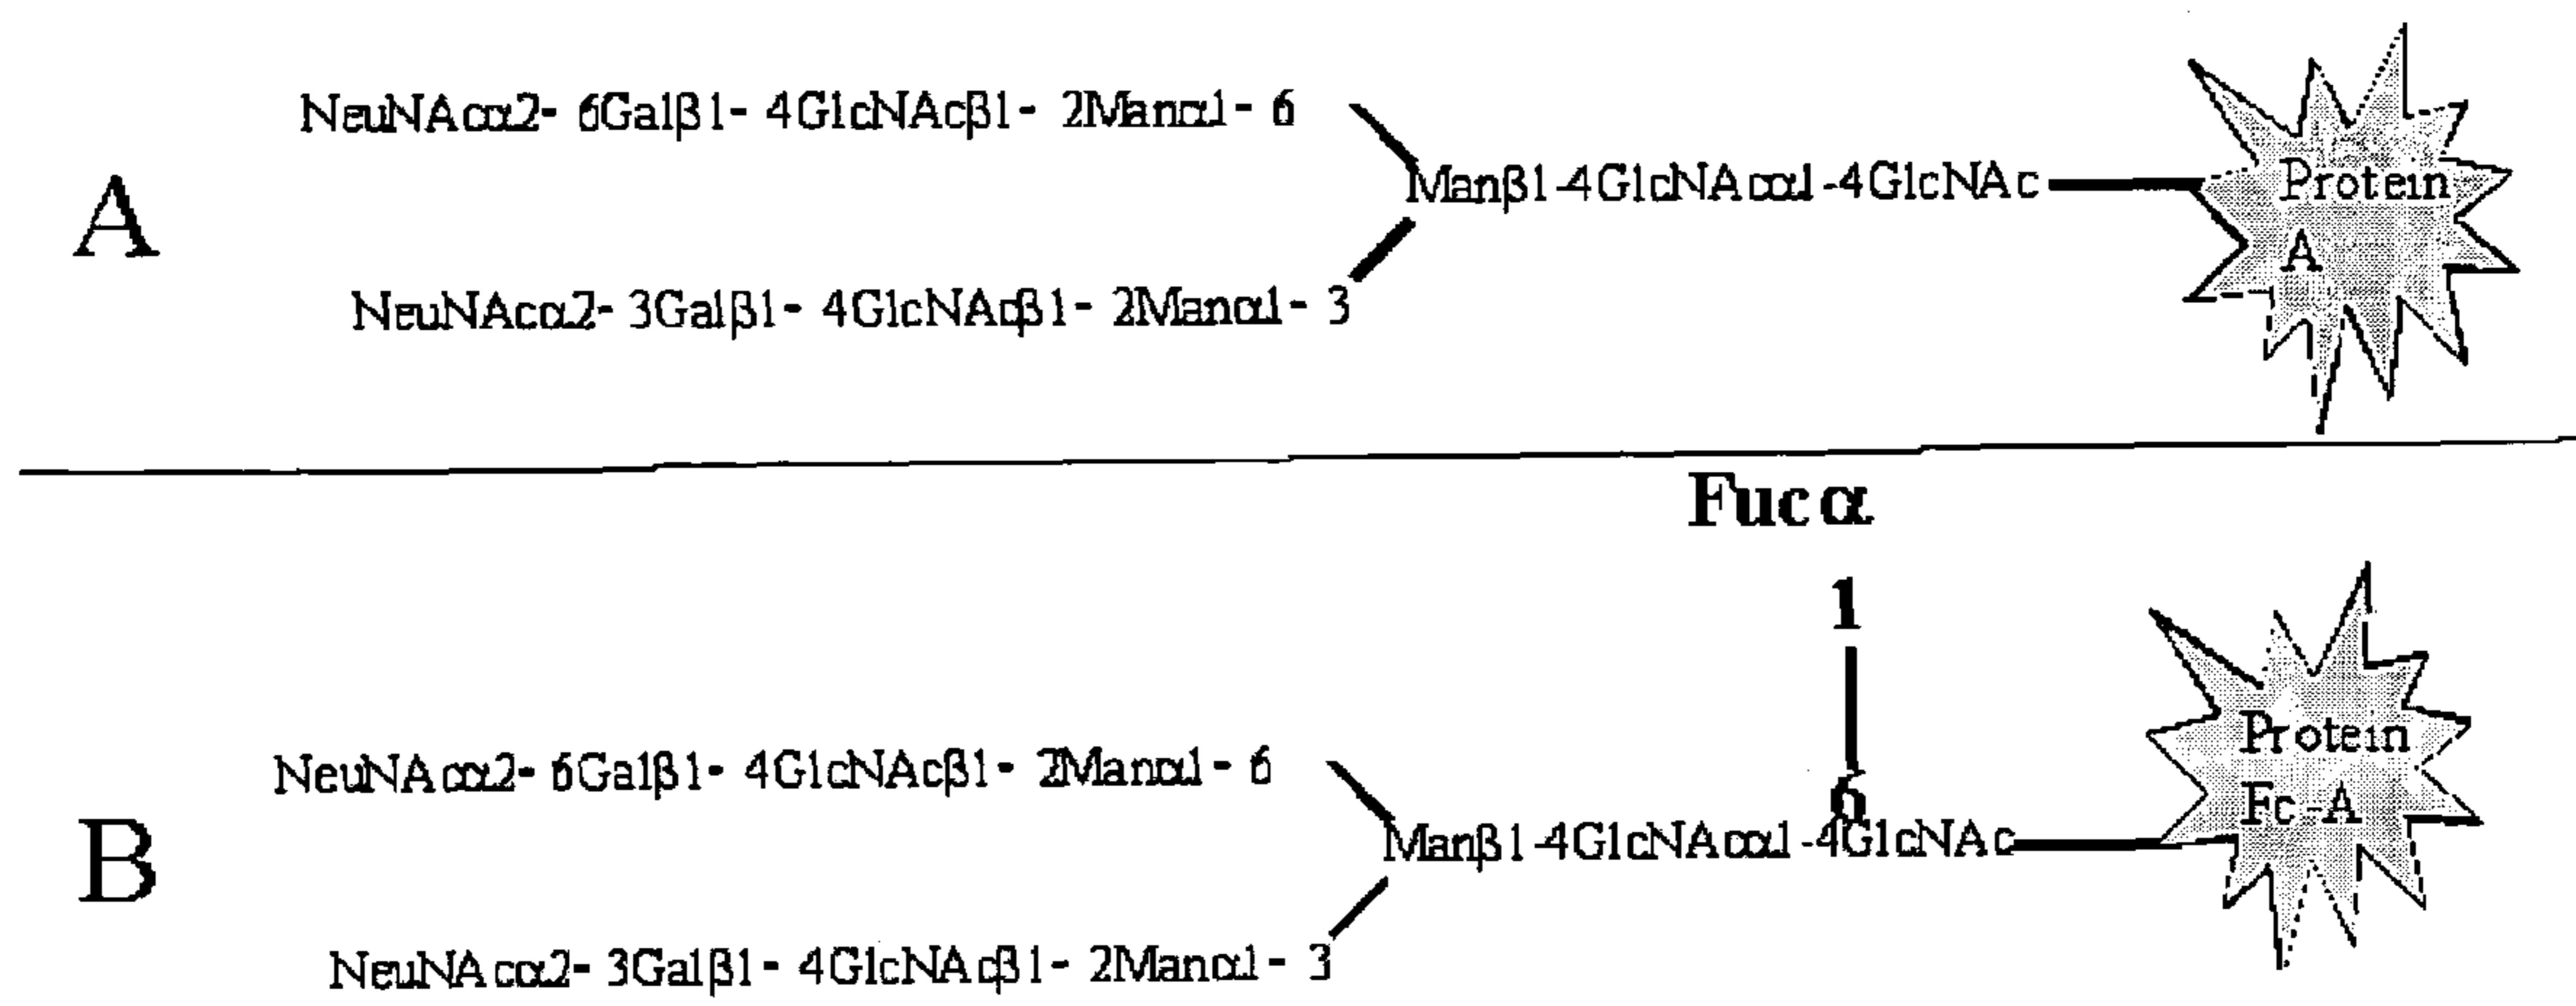 NeuNAcα2- 6Galβ1- 4GlcNAcβ1- 2Manα1- 6
A
Manβ1-4GlcNAcα1-4GlcNAc
Protein
A
NeuNAcα2- 3Galβ1- 4GlcNAcβ1- 2Manα1- 3
Fucα
1
6
NeuNAcα2- 6Galβ1- 4GlcNAcβ1- 2Manα1- 6
B
Manβ1-4GlcNAcα1-4GlcNAc
Protein
Fc-A
NeuNAcα2- 3Galβ1- 4GlcNAcβ1- 2Manα1- 3